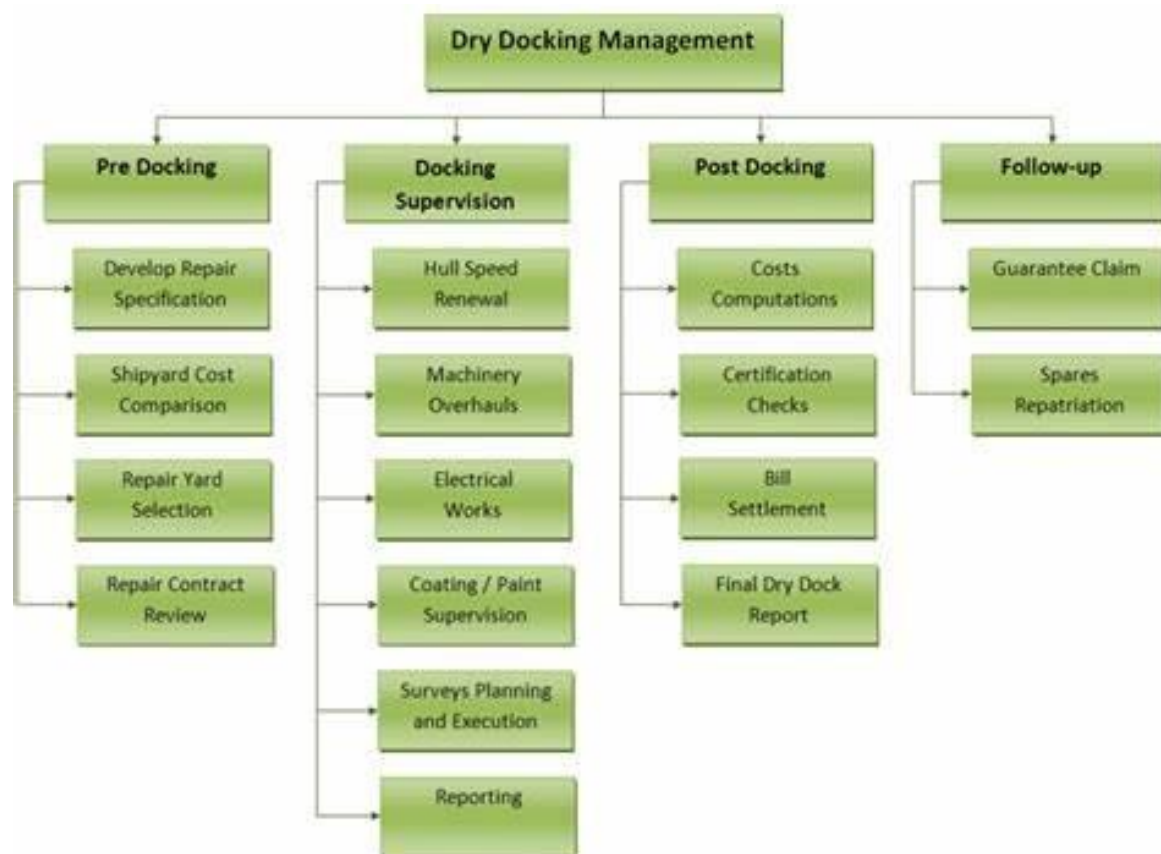 Dry Docking Management
Pre Docking
Develop Repair
Specification
Shipyard Cost
Comparison
Repair Yard
Selection
Repair Contract
Review
Docking
Supervision
Hull Speed
Renewal
Machinery
Overhauls
Electrical
Works
Coating / Paint
Supervision
Surveys Planning
and Execution
Reporting
Post Docking
Costs
Computations
Certification
Checks
Bill
Settlement
Final Dry Dock
Report
Follow-up
Guarantee Claim
Spares
Repatriation